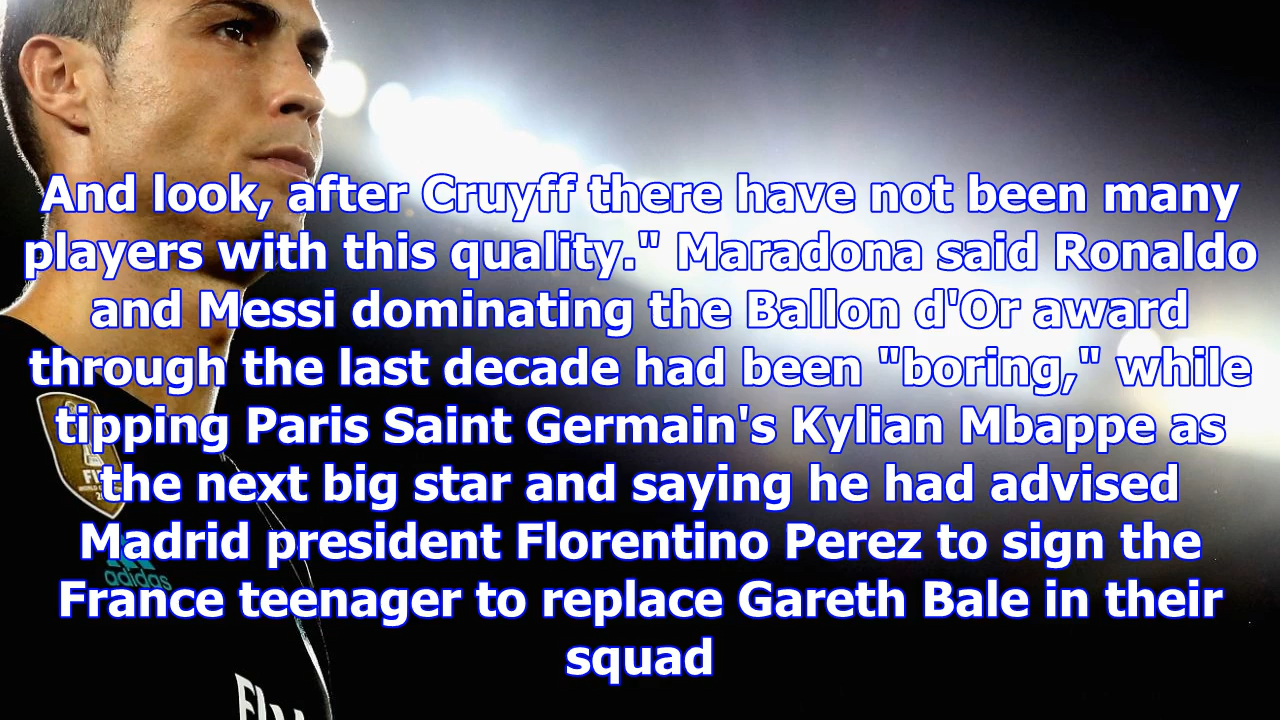 And look, after Cruyff there have not been many
players with this quality." Maradona said Ronaldo
and Messi dominating the Ballon d'Or award
through the last decade had been "boring," while
tipping Paris Saint Germain's Kylian Mbappe as
the next big star and saying he had advised
Madrid president Florentino Perez to sign the
adidas
France teenager to replace Gareth Bale in their
squad